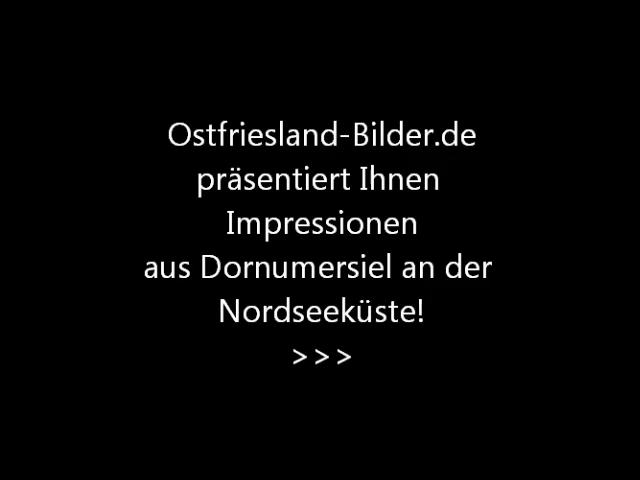 Ostfriesland-Bilder.de
präsentiert Ihnen
Impressionen
aus Dornumersiel an der
Nordseeküste!
>>>